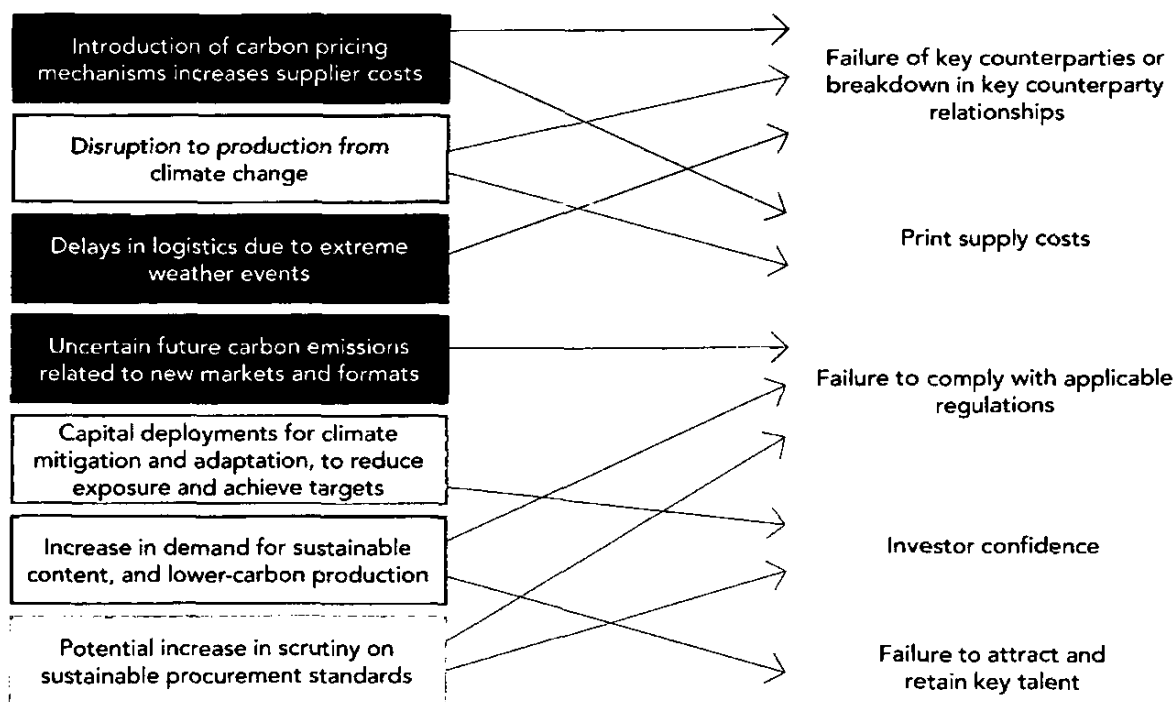 Introduction of carbon pricing
mechanisms increases supplier costs
Disruption to production from
climate change
Delays in logistics due to extreme
weather events
Uncertain future carbon emissions
related to new markets and formats
Capital deployments for climate
mitigation and adaptation, to reduce
exposure and achieve targets
Increase in demand for sustainable
content, and lower-carbon production
Potential increase in scrutiny on
sustainable procurement standards
Failure of key counterparties or
breakdown in key counterparty
relationships
Print supply costs
Failure to comply with applicable
regulations
Investor confidence
Failure to attract and
retain key talent